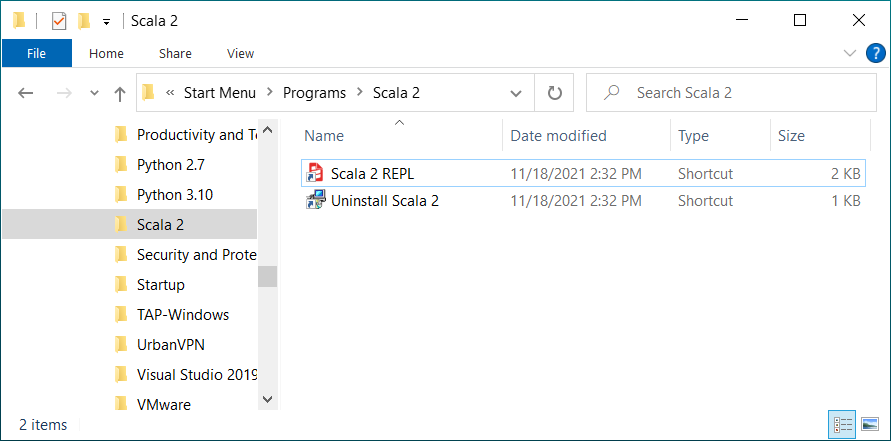 Scala 2
File Home Share View
« Start Menu Programs Scala 2 Search Scala 2
Name Date modified Type Size
Productivity and To
Scala 2 REPL 11/18/2021 2:32 PM Shortcut 2 KB
Python 2.7
Uninstall Scala 2 11/18/2021 2:32 PM Shortcut 1 KB
Python 3.10
Scala 2
Security and Prote
Startup
TAP-Windows
UrbanVPN
Visual Studio 2019
VMware
2 items